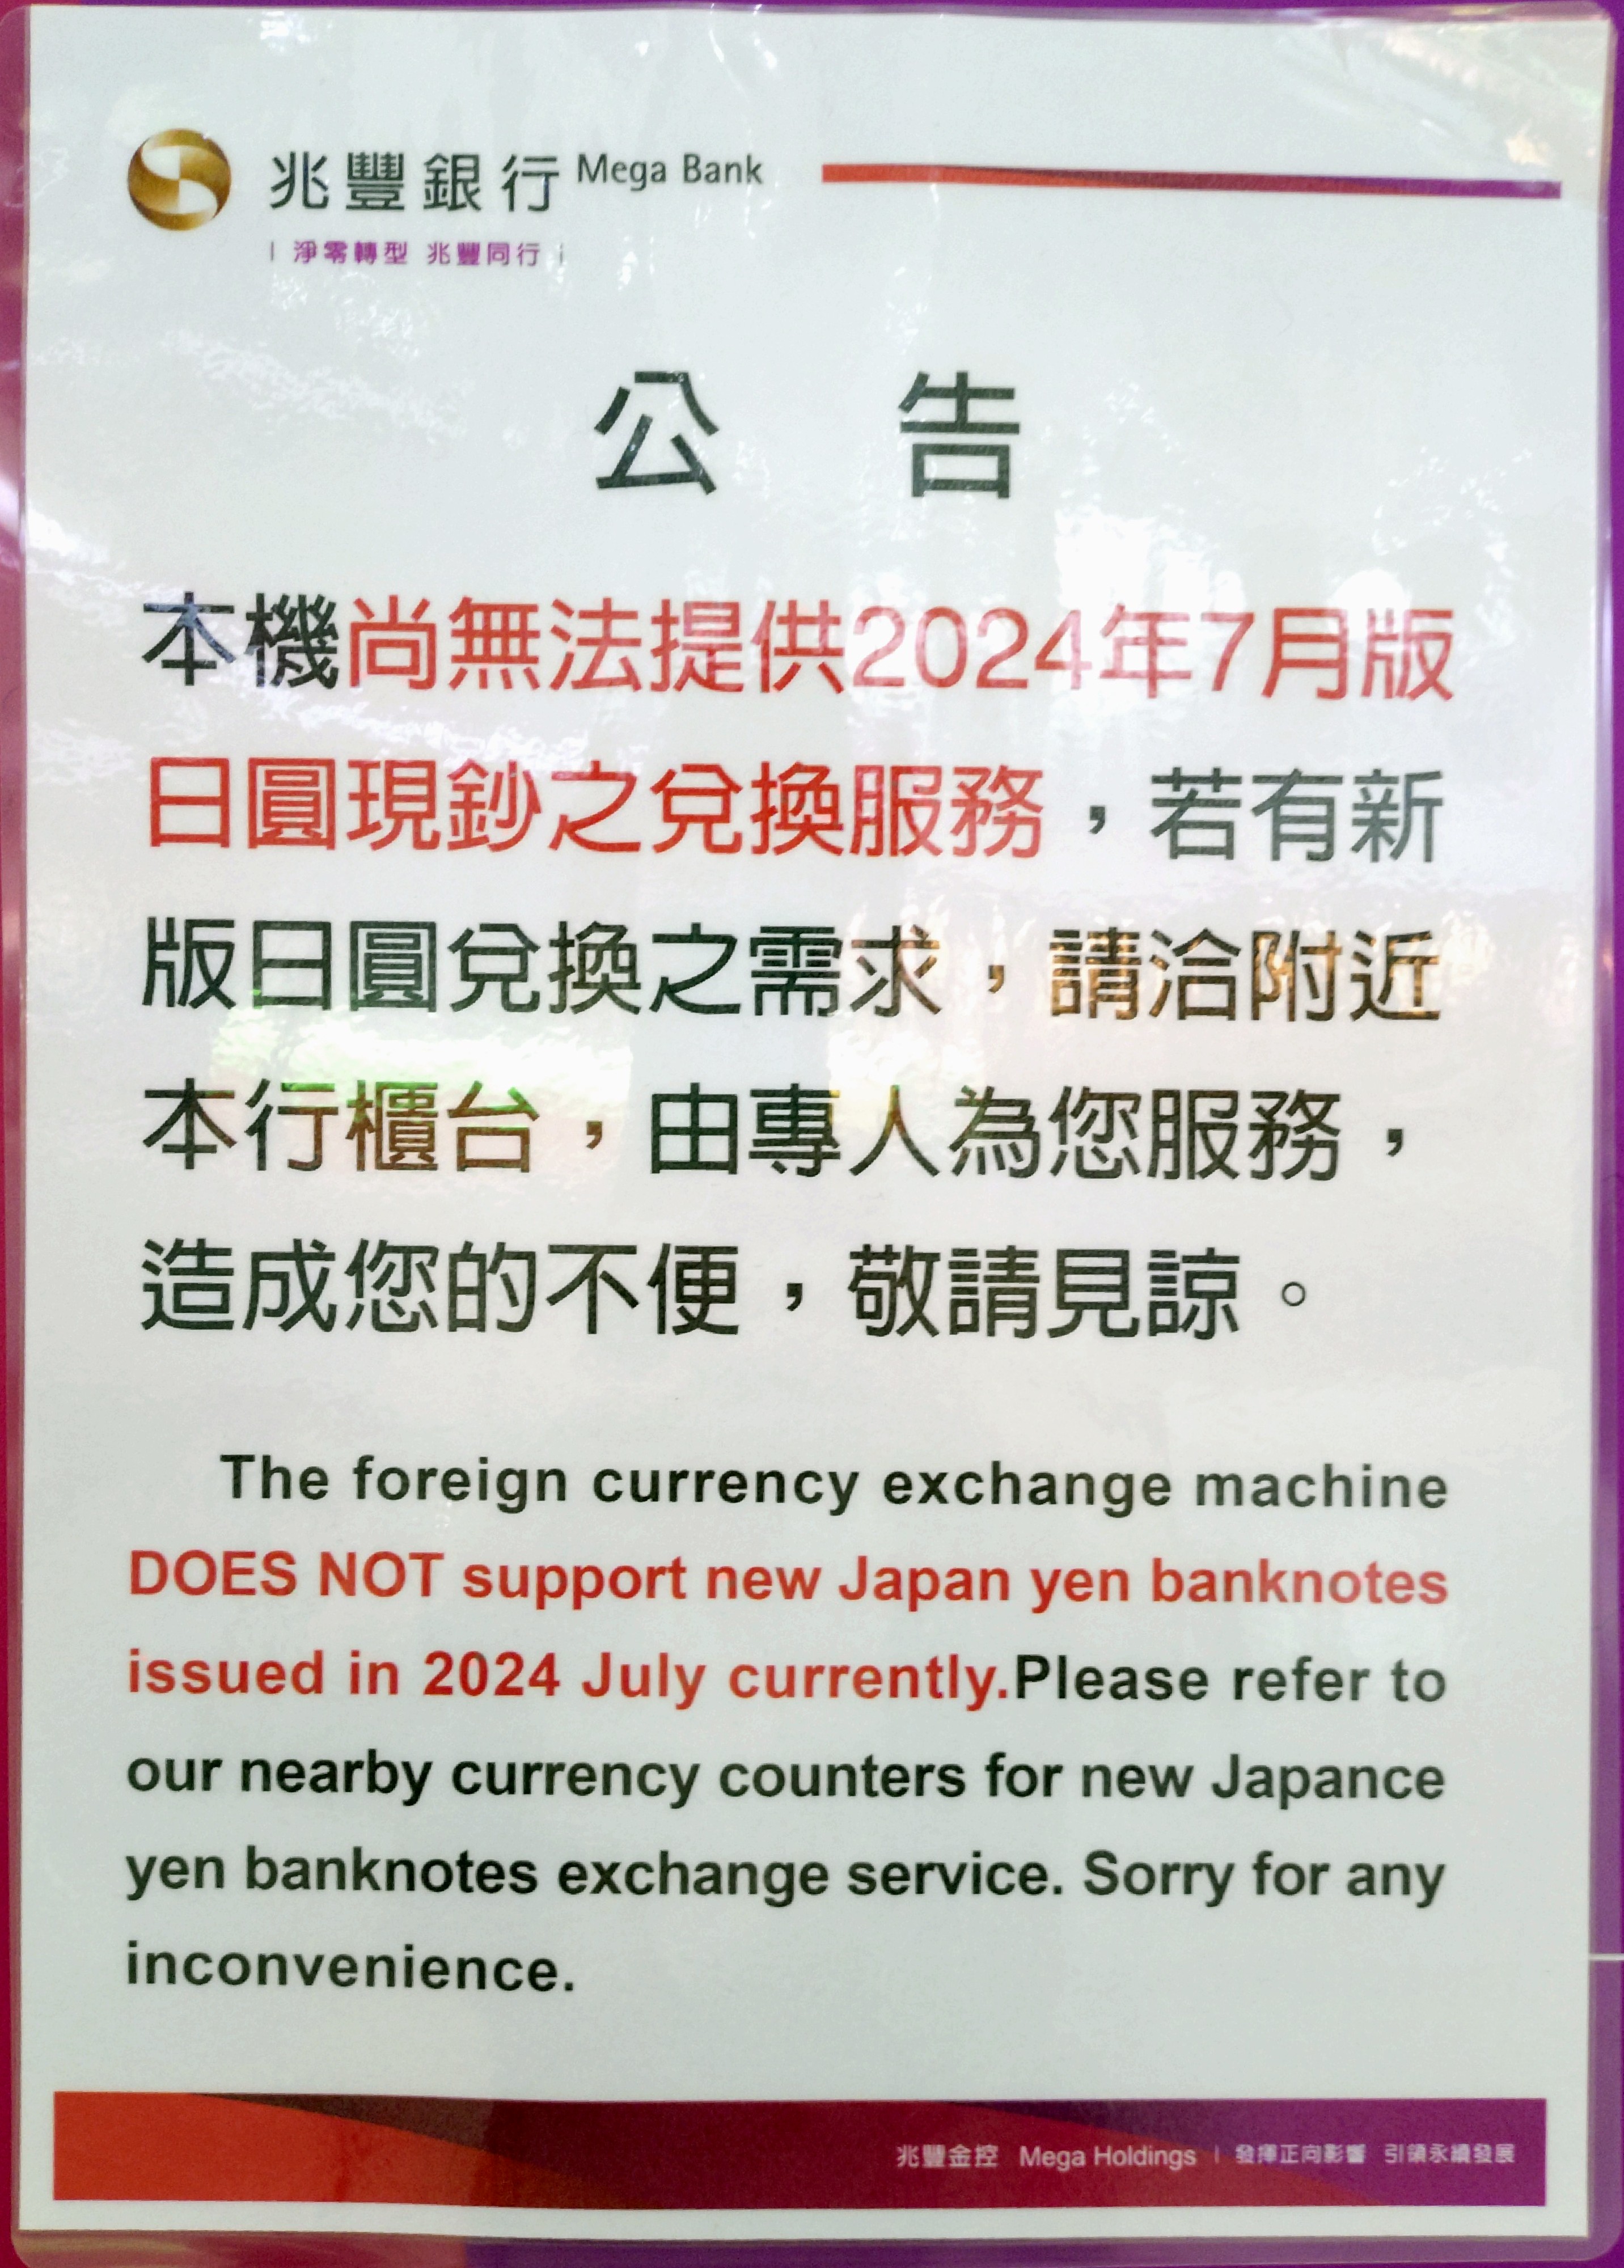 兆豐銀行 Mega Bank
淨零轉型 兆豐同行
公告
本機尚無法提供2024年7月版
日圓現鈔之兌換服務，若有新
版日圓兌換之需求，請洽附近
本行櫃台，由專人為您服務，
造成您的不便，敬請見諒。
The foreign currency exchange machine
DOES NOT support new Japan yen banknotes
issued in 2024 July currently.Please refer to
our nearby currency counters for new Japance
yen banknotes exchange service. Sorry for any
inconvenience.
兆豐金控 Mega Holdings | 發揮正向影響 引領永續發展